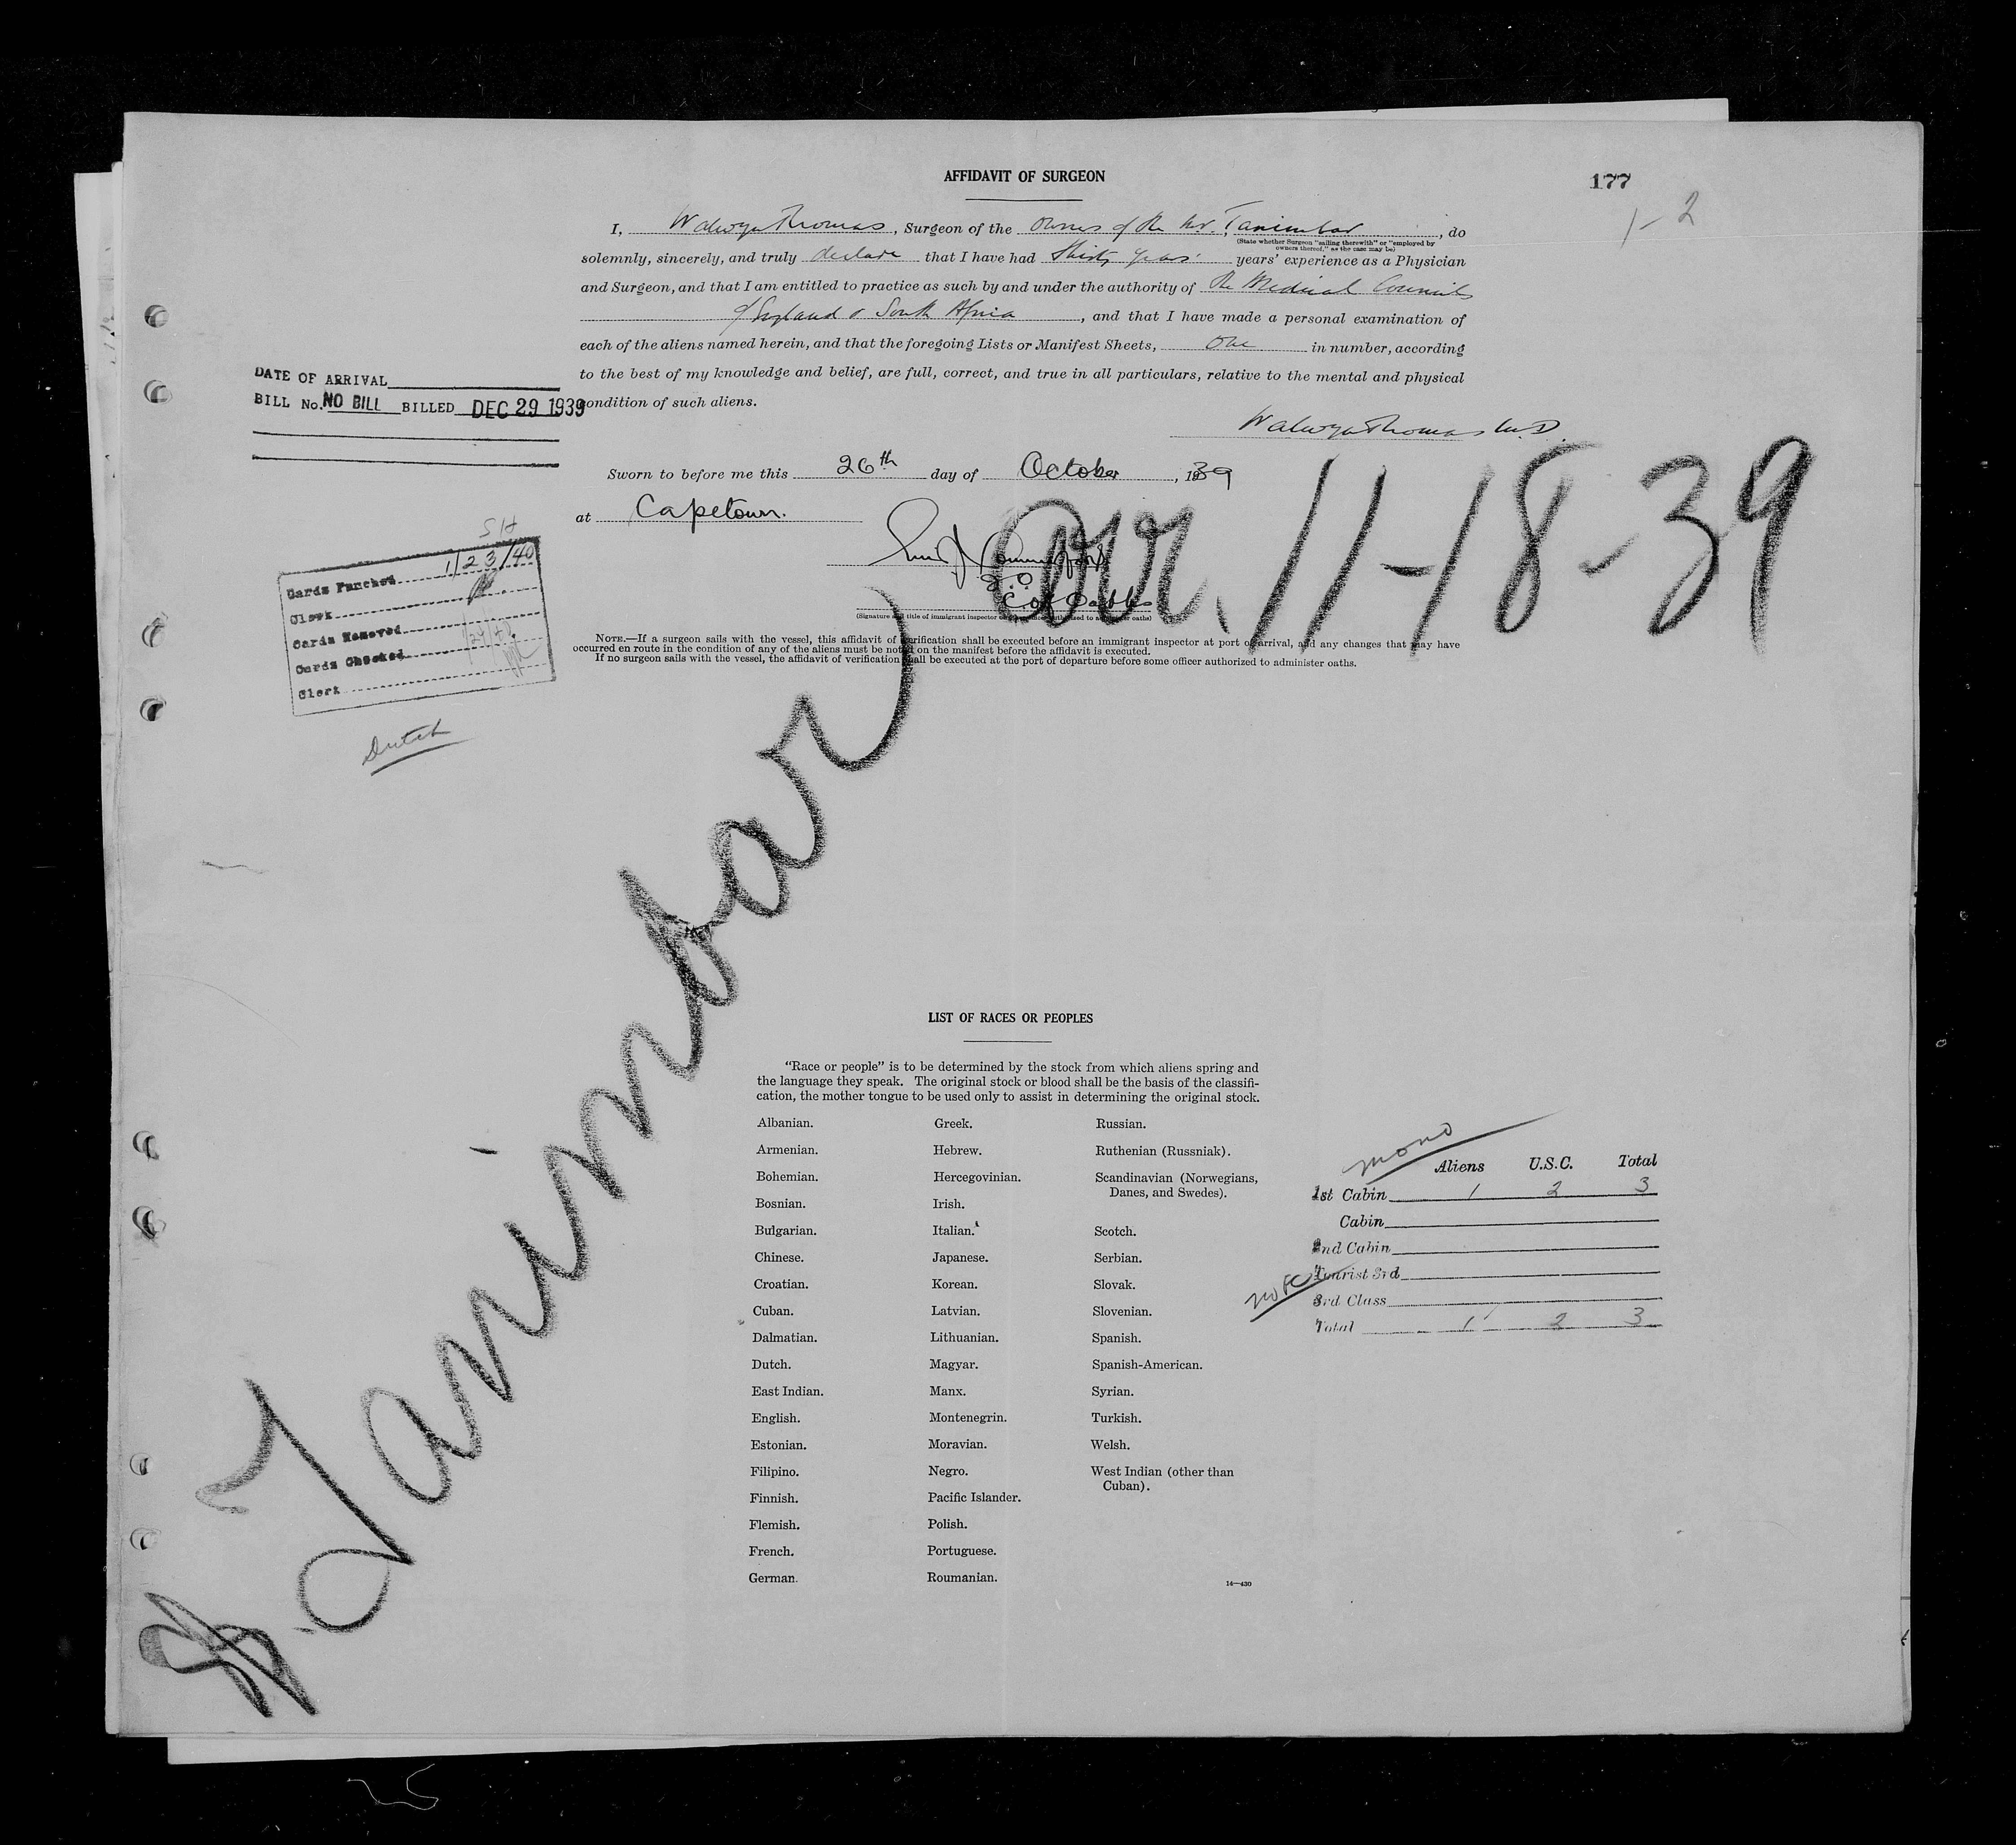 AFFIDAVIT OF SURGEON
177
1 - 2
I, Walwyn Thomas, Surgeon of the owners of the m.v. Tanimbar, do
(State whether Surgeon "sailing therewith" or "employed by
owners thereof," as the case may be)
solemnly, sincerely, and truly declare that I have had thirty years' years' experience as a Physician
and Surgeon, and that I am entitled to practice as such by and under the authority of the Medical Councils
of England & South Africa, and that I have made a personal examination of
each of the aliens named herein, and that the foregoing Lists or Manifest Sheets, one in number, according
to the best of my knowledge and belief, are full, correct, and true in all particulars, relative to the mental and physical
condition of such aliens.
DATE OF ARRIVAL
BILL No. NO BILL BILLED DEC 29 1939
Walwyn Thomas M.D.
Sworn to before me this 26th day of October, 1939
at Capetown.
Arr. 11-18-39
(Signature and title of immigrant inspector or officer authorized to administer oaths)
NOTE.—If a surgeon sails with the vessel, this affidavit of verification shall be executed before an immigrant inspector at port of arrival, and any changes that may have
occurred en route in the condition of any of the aliens must be noted on the manifest before the affidavit is executed.
If no surgeon sails with the vessel, the affidavit of verification shall be executed at the port of departure before some officer authorized to administer oaths.
SH
Cards Punched 1/23/40
Clerk
Cards Removed
Cards Checked
Clerk
Dutch
Tanimbar
LIST OF RACES OR PEOPLES
"Race or people" is to be determined by the stock from which aliens spring and
the language they speak. The original stock or blood shall be the basis of the classifi-
cation, the mother tongue to be used only to assist in determining the original stock.
Albanian.
Armenian.
Bohemian.
Bosnian.
Bulgarian.
Chinese.
Croatian.
Cuban.
Dalmatian.
Dutch.
East Indian.
English.
Estonian.
Filipino.
Finnish.
Flemish.
French.
German.
Greek.
Hebrew.
Hercegovinian.
Irish.
Italian.
Japanese.
Korean.
Latvian.
Lithuanian.
Magyar.
Manx.
Montenegrin.
Moravian.
Negro.
Pacific Islander.
Polish.
Portuguese.
Roumanian.
Russian.
Ruthenian (Russniak).
Scandinavian (Norwegians,
Danes, and Swedes).
Scotch.
Serbian.
Slovak.
Slovenian.
Spanish.
Spanish-American.
Syrian.
Turkish.
Welsh.
West Indian (other than
Cuban).
14—430
Aliens U.S.C. Total
1st Cabin 1 2 3
Cabin
2nd Cabin
Tourist 3rd
3rd Class
Total 1 2 3